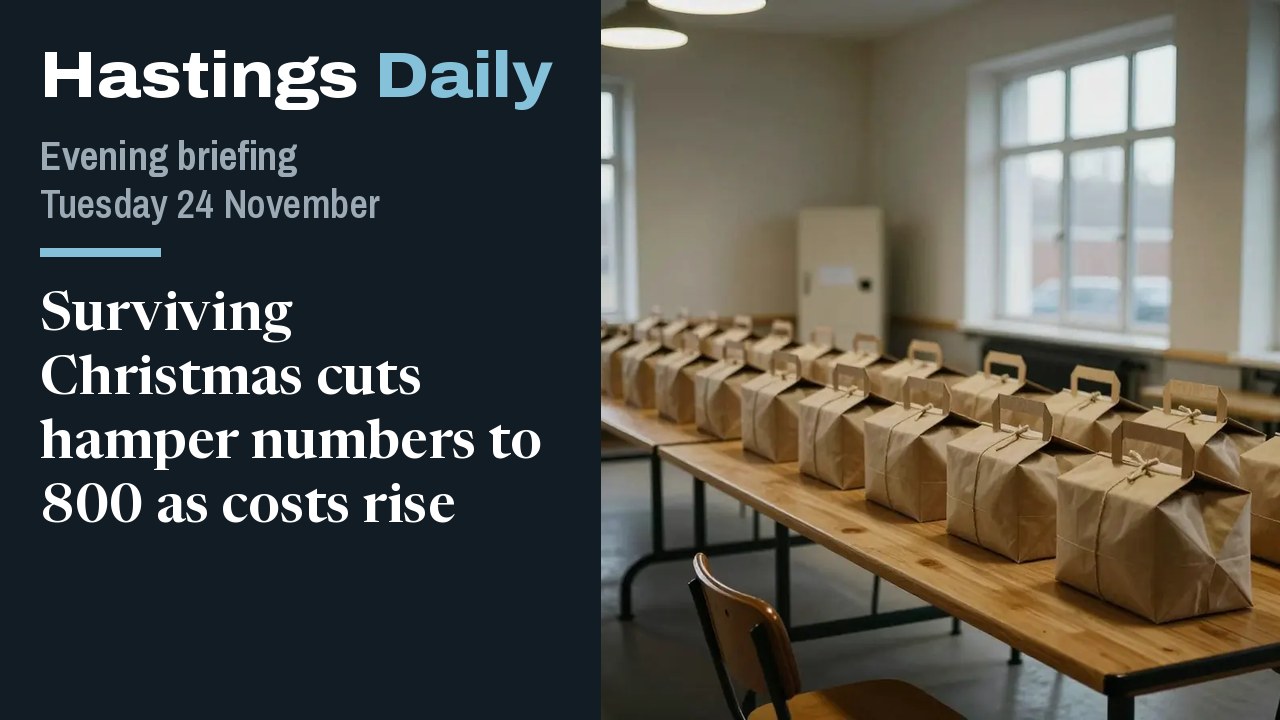 Hastings Daily
Evening briefing
Tuesday 24 November
Surviving
Christmas cuts
hamper numbers to
800 as costs rise